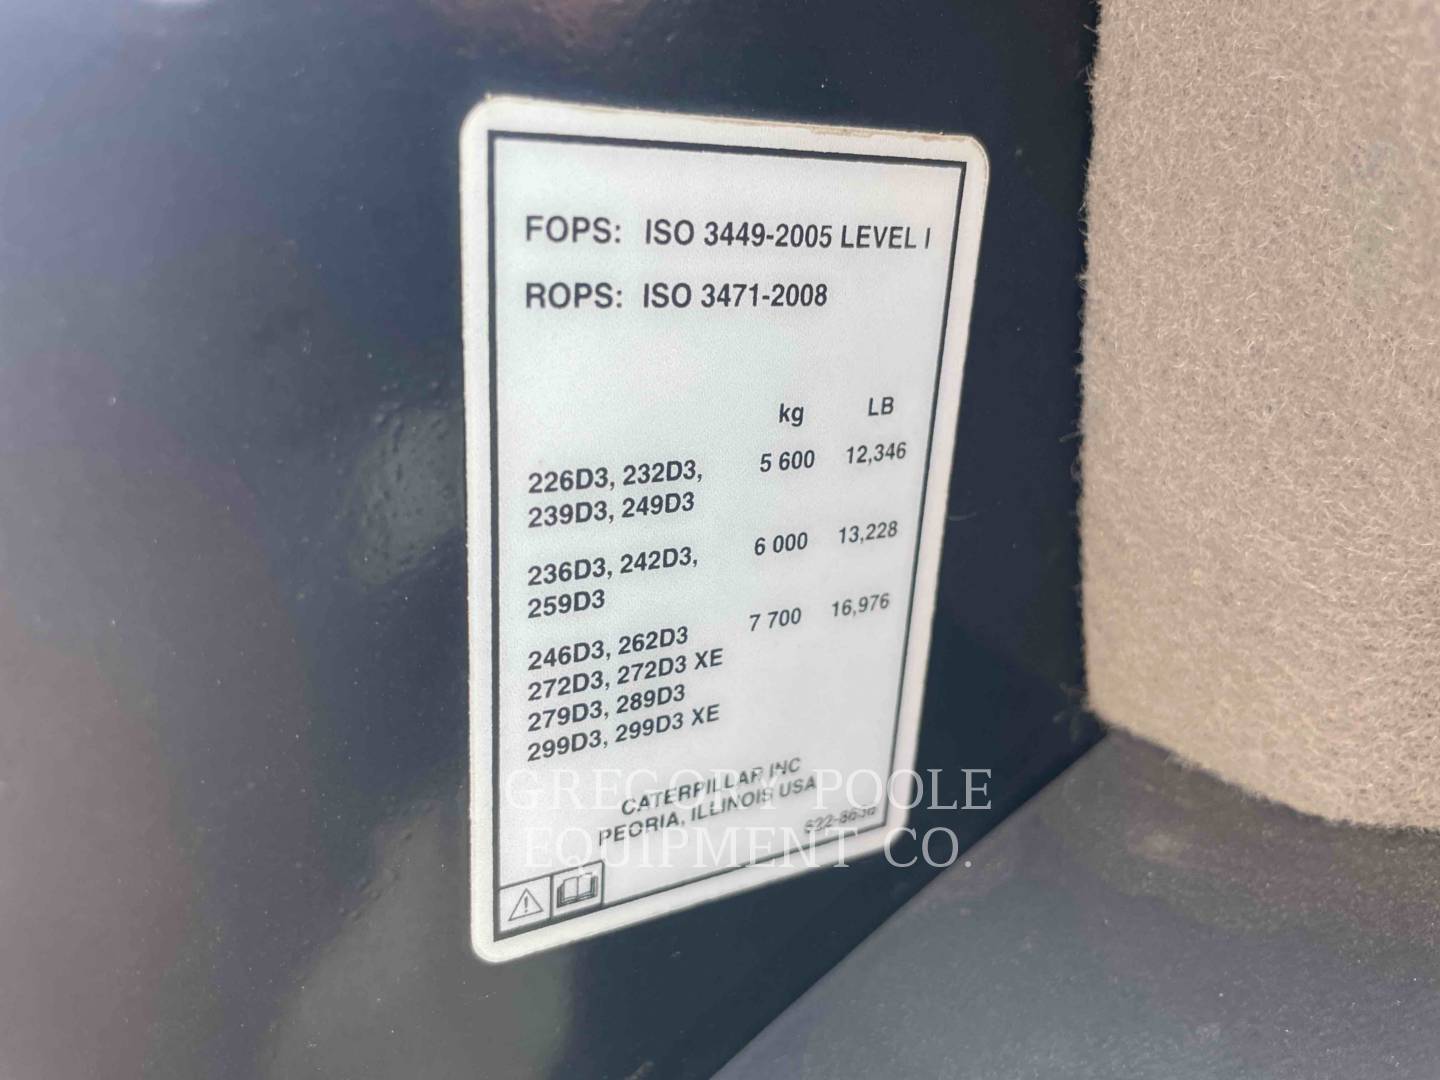 FOPS: ISO 3449-2005 LEVEL I
ROPS: ISO 3471-2008
kg LB
226D3, 232D3, 5 600 12,346
239D3, 249D3
236D3, 242D3, 6 000 13,228
259D3
246D3, 262D3 7 700 16,976
272D3, 272D3 XE
279D3, 289D3
299D3, 299D3 XE
CATERPILLAR INC
PEORIA, ILLINOIS USA
GREGORY POOLE
EQUIPMENT CO.